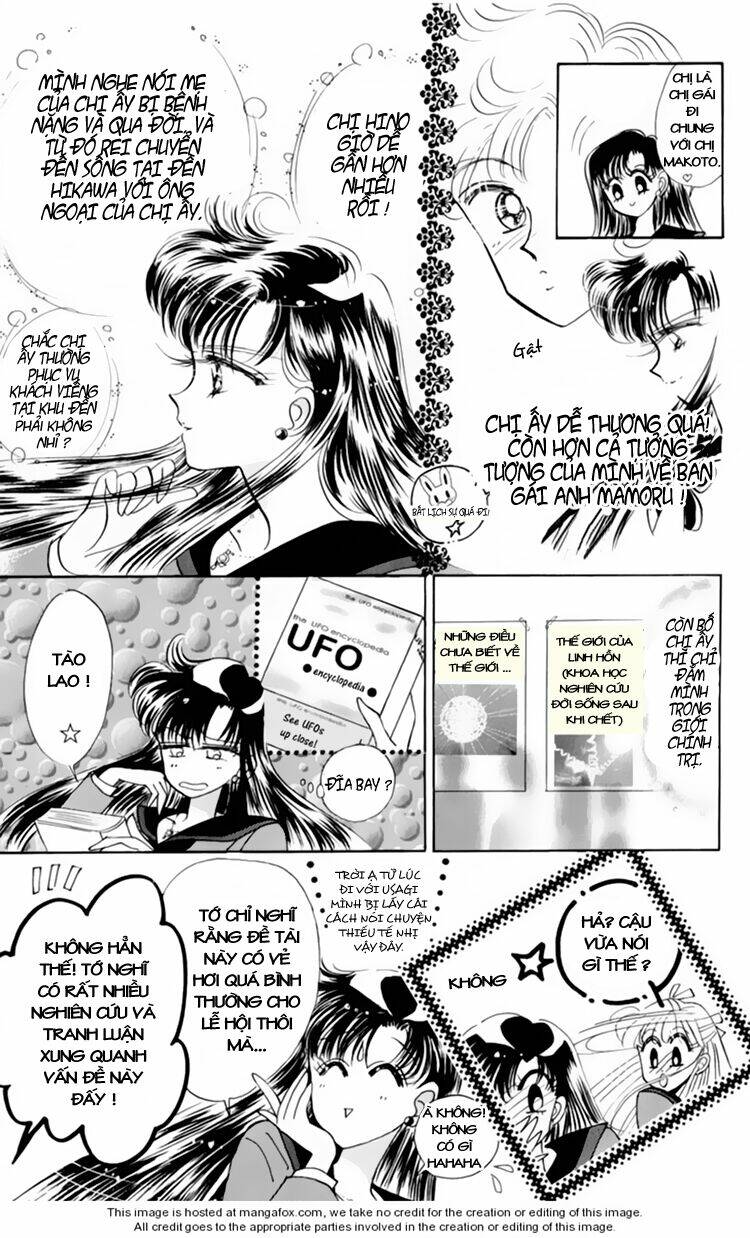 CHỊ LÀ
CHỊ GÁI
ĐI
CHUNG
VỚI CHỊ
MAKOTO.
MÌNH NGHE NÓI MẸ
CỦA CHỊ ẤY BỊ BỆNH
NẶNG VÀ QUA ĐỜI, VÀ
TỪ ĐÓ REI CHUYỂN
ĐẾN SỐNG TẠI ĐỀN
HIKAWA VỚI ÔNG
NGOẠI CỦA CHỊ ẤY.
CHỊ HINO
GIỜ DỄ
GẦN HƠN
NHIỀU
RỒI !
Gật
CHẮC CHỊ
ẤY THƯỜNG
PHỤC VỤ
KHÁCH VIẾNG
TẠI KHU ĐỀN
PHẢI KHÔNG
NHỈ ?
CHỊ ẤY DỄ THƯƠNG QUÁ!
CÒN HƠN CẢ TƯỞNG
TƯỢNG CỦA MÌNH VỀ BẠN
GÁI ANH MAMORU !
BẤT LỊCH SỰ QUÁ ĐI!
CÒN BỐ
CHỊ ẤY
THÌ CHỈ
ĐẮM
MÌNH
TRONG
GIỚI
CHÍNH
TRỊ.
THẾ GIỚI CỦA
LINH HỒN
(KHOA HỌC
NGHIÊN CỨU
ĐỜI SỐNG SAU
KHI CHẾT)
NHỮNG ĐIỀU
CHƯA BIẾT VỀ
THẾ GIỚI ...
the UFO encyclopedia
the UFO encyclopedia
UFO
encyclopedia
See UFOs
up close!
ĐĨA BAY ?
TÀO
LAO !
HẢ? CẬU
VỪA NÓI
GÌ THẾ ?
KHÔNG
TRỜI Ạ TỪ LÚC
ĐI VỚI USAGI
MÌNH BỊ LẤY CÁI
CÁCH NÓI CHUYỆN
THIẾU TẾ NHỊ
VẬY ĐÂY.
À KHÔNG!
KHÔNG
CÓ GÌ
HAHAHA
TỚ CHỈ NGHĨ
RẰNG ĐỀ TÀI
NÀY CÓ VẺ
HƠI QUÁ BÌNH
THƯỜNG CHO
LỄ HỘI THÔI
MÀ...
KHÔNG HẲN
THẾ! TỚ NGHĨ
CÓ RẤT NHIỀU
NGHIÊN CỨU VÀ
TRANH LUẬN
XUNG QUANH
VẤN ĐỀ NÀY
ĐẤY !
This image is hosted at mangafox.com, we take no credit for the creation or editing of this image.
All credit goes to the appropriate parties involved in the creation or editing of this image.